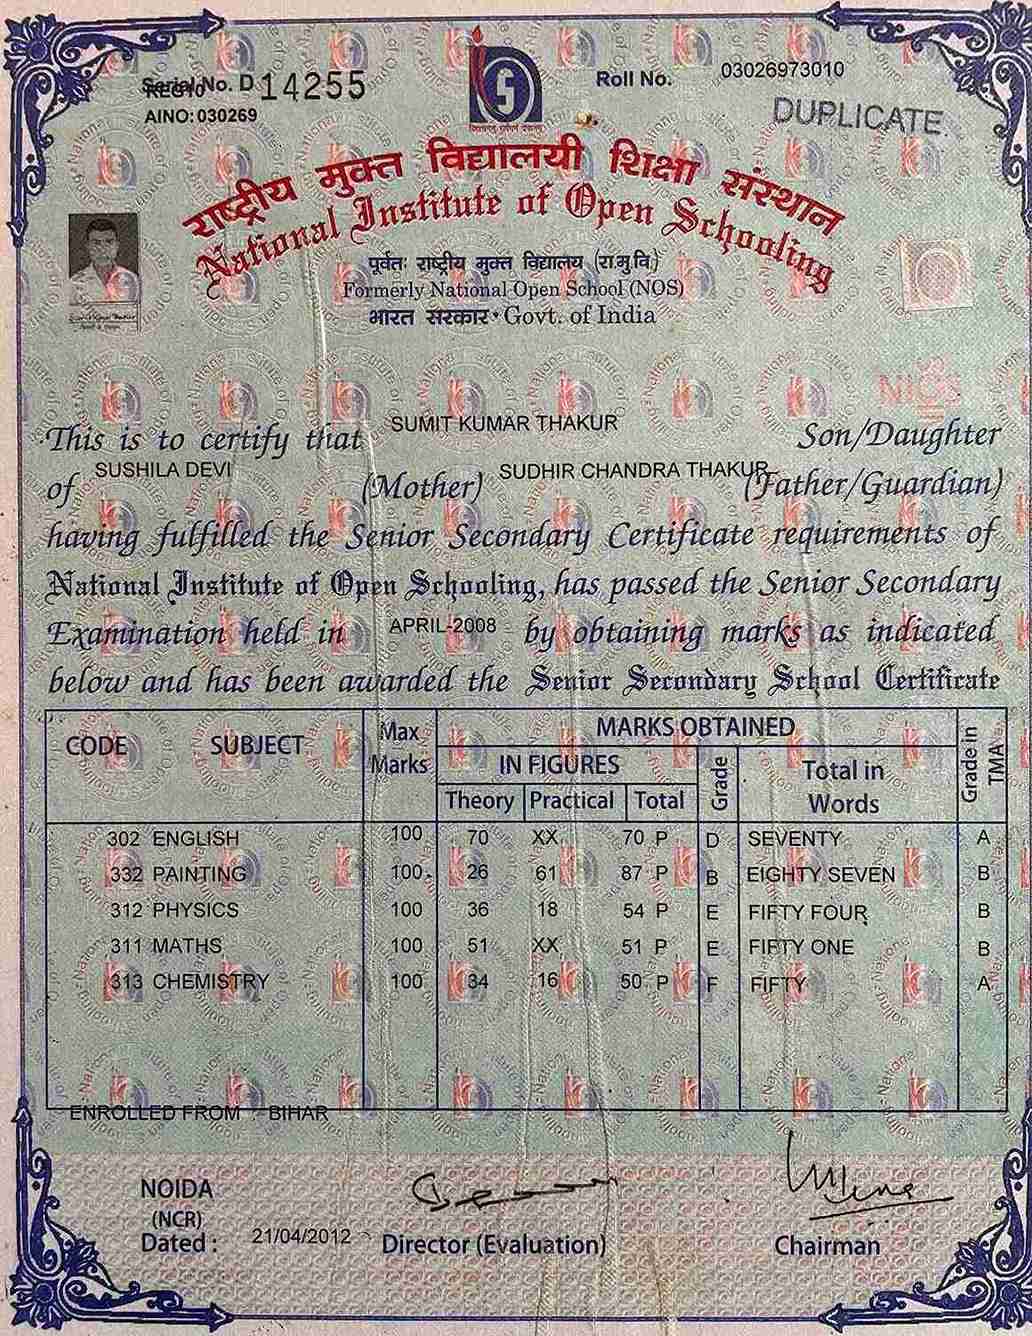 Serial No. D 14255
REG10
AINO: 030269
Roll No. 03026973010
DUPLICATE
राष्ट्रीय मुक्त विद्यालयी शिक्षा संस्थान
National Institute of Open Schooling
पूर्वतः राष्ट्रीय मुक्त विद्यालय (रा.मु.वि.)
Formerly National Open School (NOS)
भारत सरकार • Govt. of India
NIOS
This is to certify that SUMIT KUMAR THAKUR Son/Daughter
of SUSHILA DEVI (Mother) SUDHIR CHANDRA THAKUR (Father/Guardian)
having fulfilled the Senior Secondary Certificate requirements of
National Institute of Open Schooling, has passed the Senior Secondary
Examination held in APRIL-2008 by obtaining marks as indicated
below and has been awarded the Senior Secondary School Certificate
CODE SUBJECT Max Marks MARKS OBTAINED Grade in TMA
IN FIGURES Grade Total in Words
Theory Practical Total
302 ENGLISH 100 70 XX 70 P D SEVENTY A
332 PAINTING 100 26 61 87 P B EIGHTY SEVEN B
312 PHYSICS 100 36 18 54 P E FIFTY FOUR B
311 MATHS 100 51 XX 51 P E FIFTY ONE B
313 CHEMISTRY 100 34 16 50 P F FIFTY A
ENROLLED FROM :- BIHAR
NOIDA
(NCR)
Dated : 21/04/2012
Director (Evaluation)
Chairman